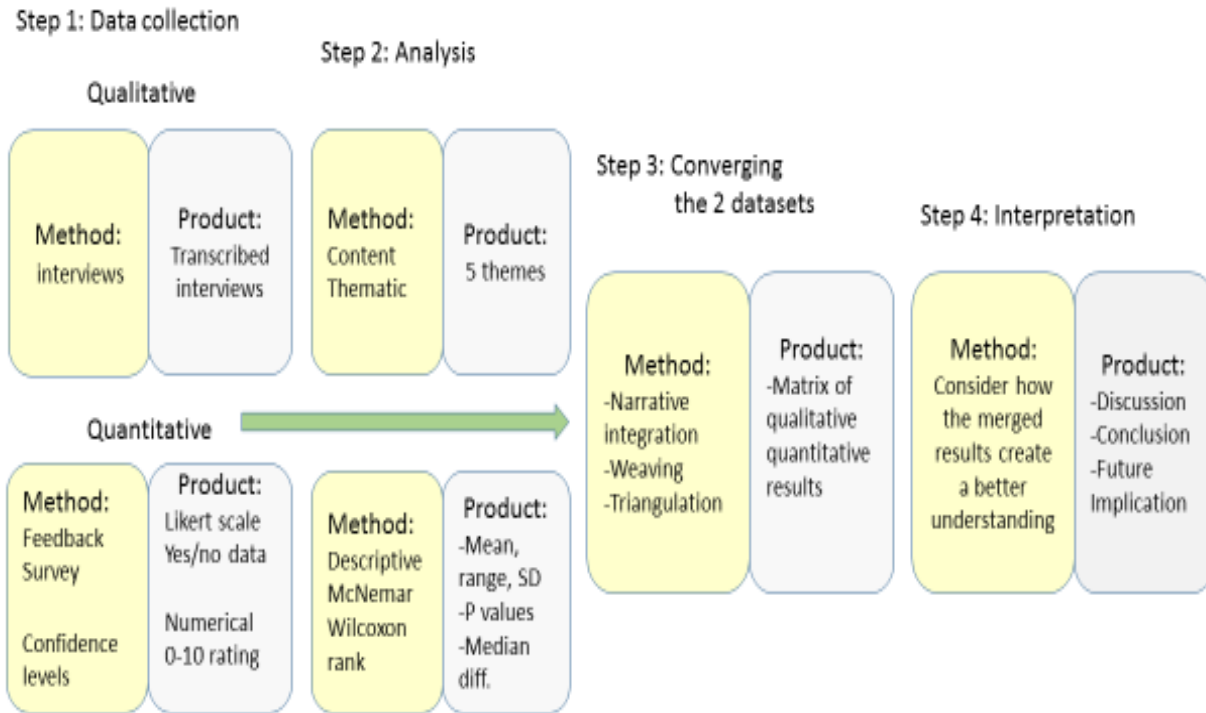 Step 1: Data collection
Step 2: Analysis
Qualitative
Method:
interviews
Product:
Transcribed
interviews
Method:
Content
Thematic
Product:
5 themes
Quantitative
Method:
Feedback
Survey
Confidence
levels
Product:
Likert scale
Yes/no data
Numerical
0-10 rating
Method:
Descriptive
McNemar
Wilcoxon
rank
Product:
-Mean,
range, SD
-P values
-Median
diff.
Step 3: Converging
the 2 datasets
Method:
-Narrative
integration
-Weaving
-Triangulation
Product:
-Matrix of
qualitative
quantitative
results
Step 4: Interpretation
Method:
Consider how
the merged
results create
a better
understanding
Product:
-Discussion
-Conclusion
-Future
Implication